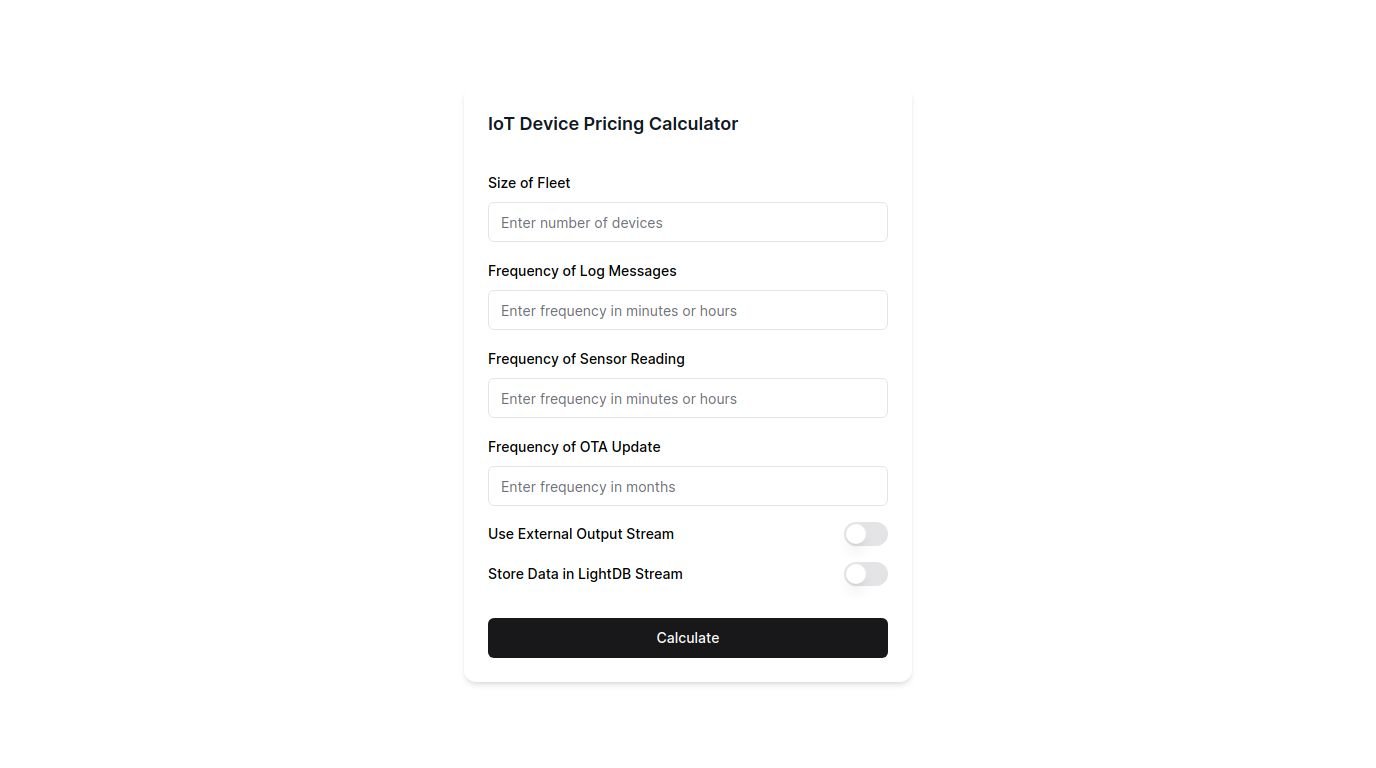 IoT Device Pricing Calculator
Size of Fleet
Enter number of devices
Frequency of Log Messages
Enter frequency in minutes or hours
Frequency of Sensor Reading
Enter frequency in minutes or hours
Frequency of OTA Update
Enter frequency in months
Use External Output Stream
Store Data in LightDB Stream
Calculate